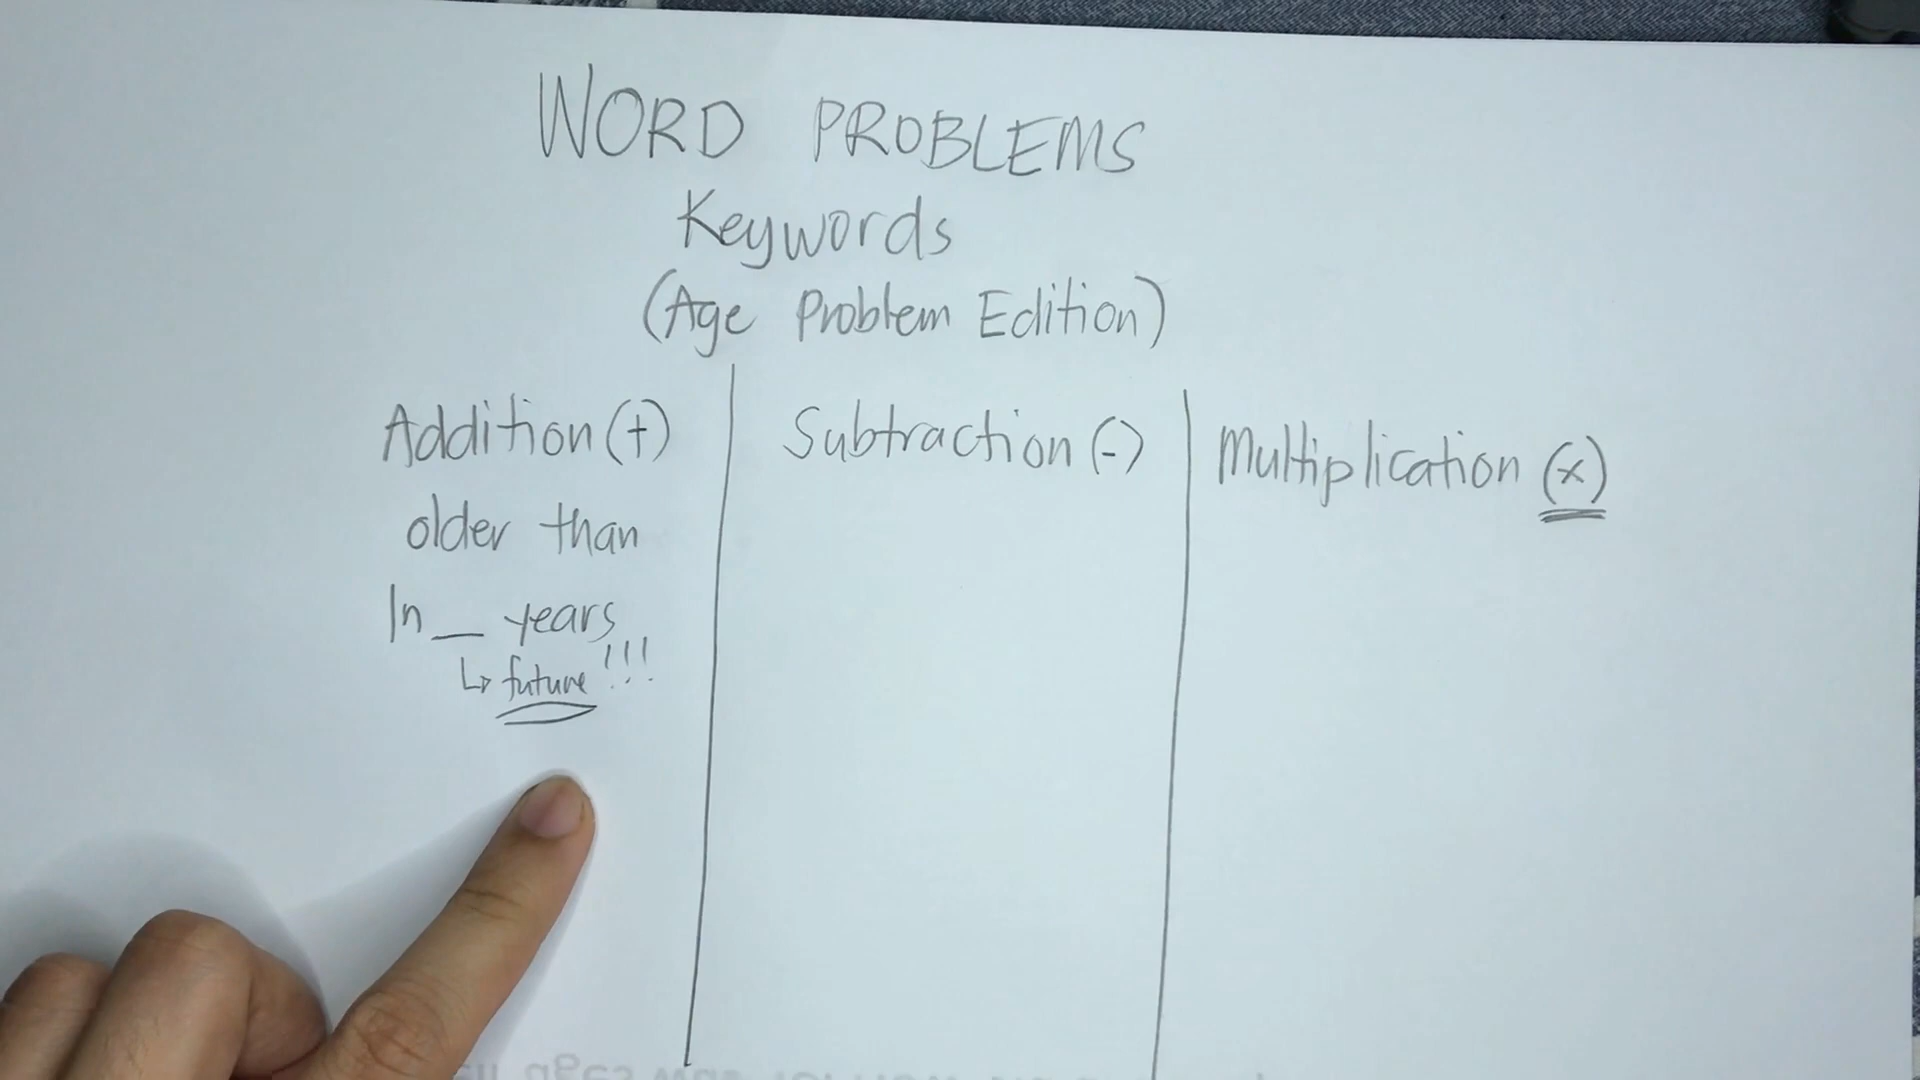 WORD PROBLEMS
Keywords
(Age Problem Edition)
Addition (+)
older than
In __ years
↳ future !!!
Subtraction (-)
Multiplication (x)